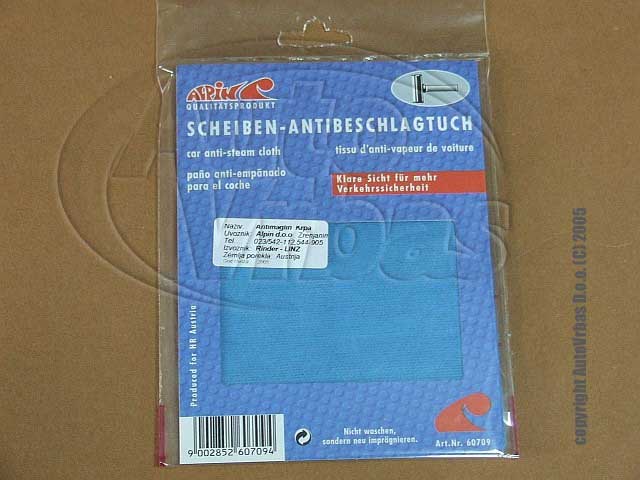 ALPIN
QUALITÄTSPRODUKT
SCHEIBEN-ANTIBESCHLAGTUCH
car anti-steam cloth
tissu d'anti-vapeur de voiture
paño anti-empánado
para el coche
Klare Sicht für mehr
Verkehrssicherheit
Naziv: Antimaglin Krpa
Uvoznik: Alpin d.o.o. Zrenjanin
Tel. 023/542-112,544-905
Izvoznik: Rinder - LINZ
Zemlja porekla: Austrija
Produced for HR Austria
9 002852 607094
Nicht waschen,
sondern neu imprägnieren.
Art.Nr. 60709
copyright AutoVrbas D.o.o. (C) 2005
Vrbas